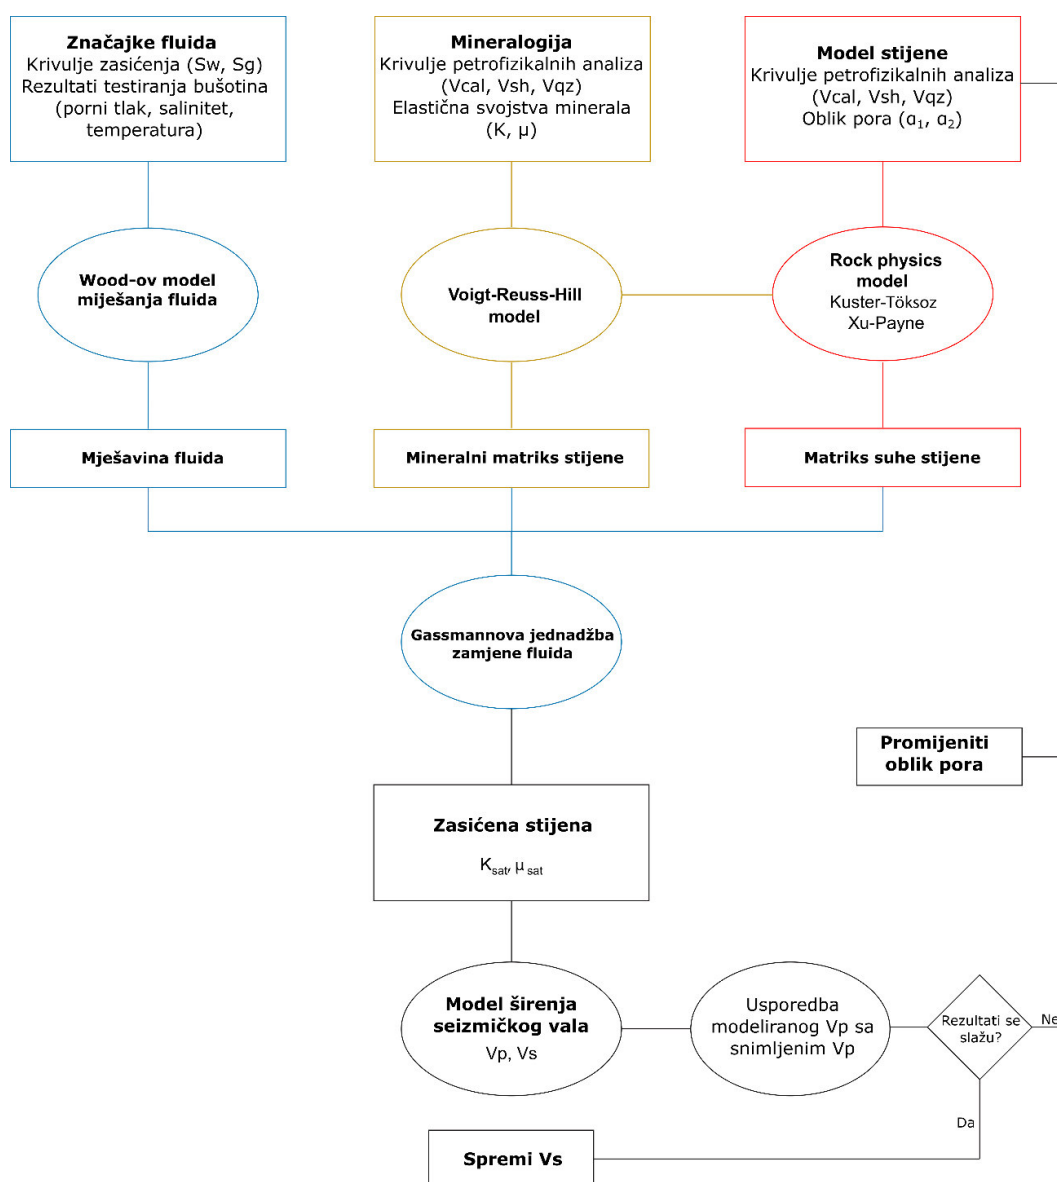 Značajke fluida
Krivulje zasićenja (Sw, Sg)
Rezultati testiranja bušotina
(porni tlak, salinitet,
temperatura)
Mineralogija
Krivulje petrofizikalnih analiza
(Vcal, Vsh, Vqz)
Elastična svojstva minerala
(K, μ)
Model stijene
Krivulje petrofizikalnih analiza
(Vcal, Vsh, Vqz)
Oblik pora (α₁, α₂)
Wood-ov model
miješanja fluida
Voigt-Reuss-Hill
model
Rock physics
model
Kuster-Töksoz
Xu-Payne
Mješavina fluida
Mineralni matriks stijene
Matriks suhe stijene
Gassmannova jednadžba
zamjene fluida
Promijeniti
oblik pora
Zasićena stijena
Ksat, μsat
Model širenja
seizmičkog vala
Vp, Vs
Usporedba
modeliranog Vp sa
snimljenim Vp
Rezultati se
slažu?
Ne
Da
Spremi Vs